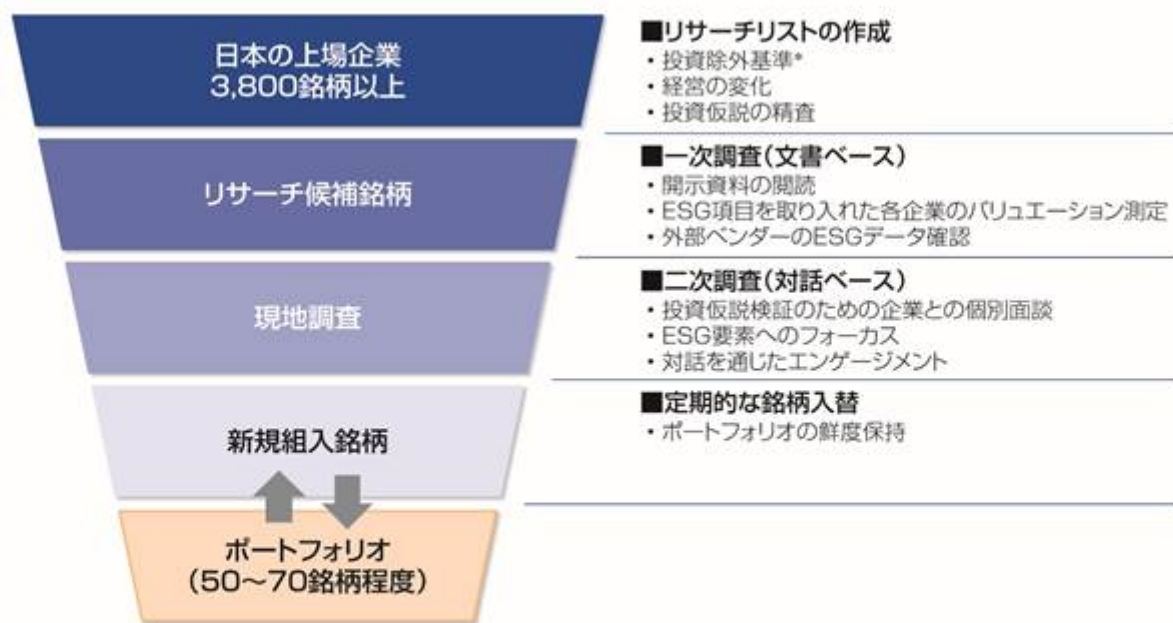 日本の上場企業
3,800銘柄以上
■リサーチリストの作成
・投資除外基準*
・経営の変化
・投資仮説の精査
リサーチ候補銘柄
■一次調査(文書ベース)
・開示資料の閲読
・ESG項目を取り入れた各企業のバリュエーション測定
・外部ベンダーのESGデータ確認
現地調査
■二次調査(対話ベース)
・投資仮説検証のための企業との個別面談
・ESG要素へのフォーカス
・対話を通じたエンゲージメント
新規組入銘柄
■定期的な銘柄入替
・ポートフォリオの鮮度保持
ポートフォリオ
(50～70銘柄程度)